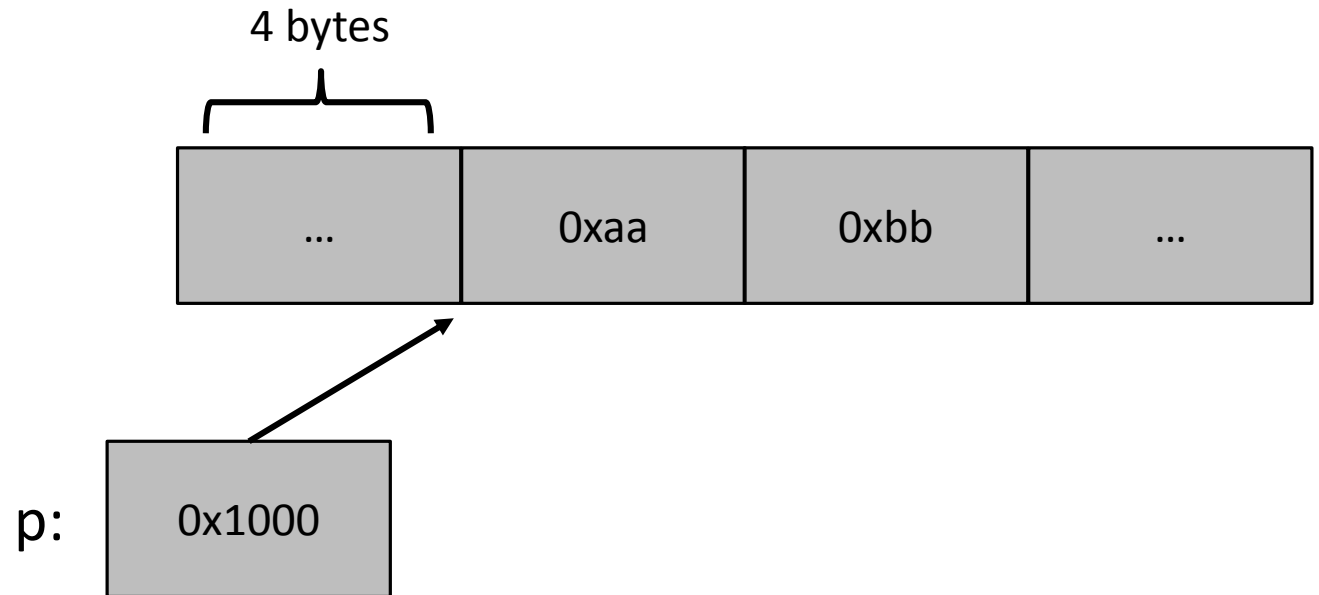 4 bytes
… 0xaa 0xbb …
p: 0x1000